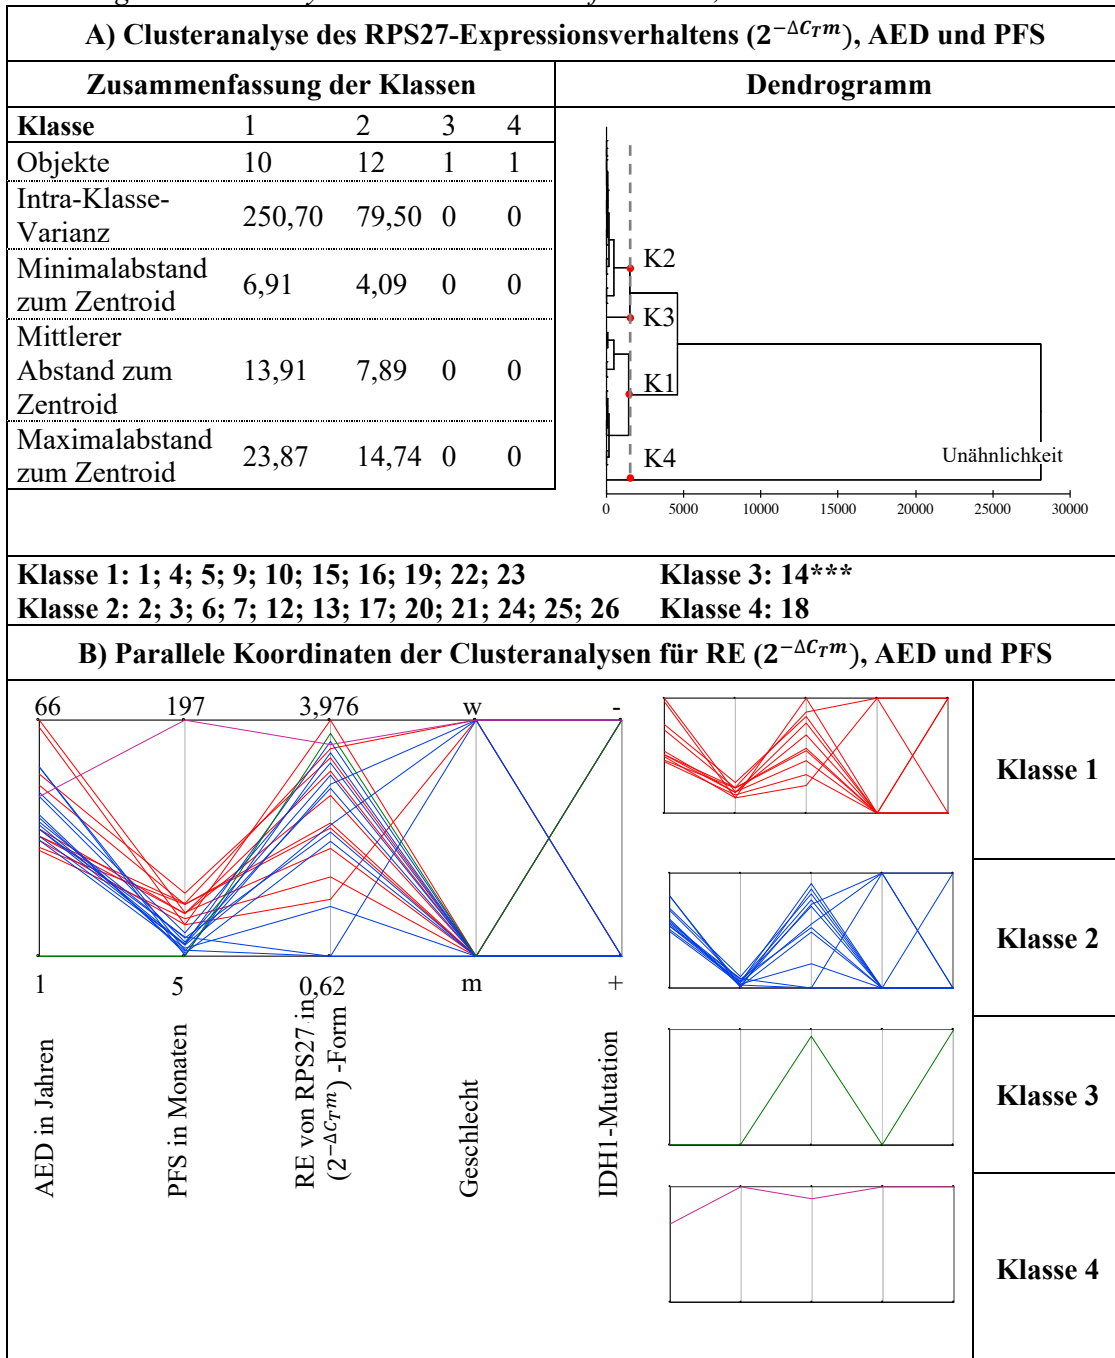 A) Clusteranalyse des RPS27-Expressionsverhaltens (2^{-ΔC_T m}), AED und PFS
Zusammenfassung der Klassen
Dendrogramm
Klasse 1 2 3 4
Objekte 10 12 1 1
Intra-Klasse-
Varianz 250,70 79,50 0 0
Minimalabstand
zum Zentroid 6,91 4,09 0 0
Mittlerer
Abstand zum
Zentroid 13,91 7,89 0 0
Maximalabstand
zum Zentroid 23,87 14,74 0 0
K2
K3
K1
K4
Unähnlichkeit
0 5000 10000 15000 20000 25000 30000
Klasse 1: 1; 4; 5; 9; 10; 15; 16; 19; 22; 23 Klasse 3: 14***
Klasse 2: 2; 3; 6; 7; 12; 13; 17; 20; 21; 24; 25; 26 Klasse 4: 18
B) Parallele Koordinaten der Clusteranalysen für RE (2^{-ΔC_T m}), AED und PFS
66 197 3,976 w -
1 5 0,62 m +
AED in Jahren
PFS in Monaten
RE von RPS27 in
(2^{-ΔC_T m}) -Form
Geschlecht
IDH1-Mutation
Klasse 1
Klasse 2
Klasse 3
Klasse 4